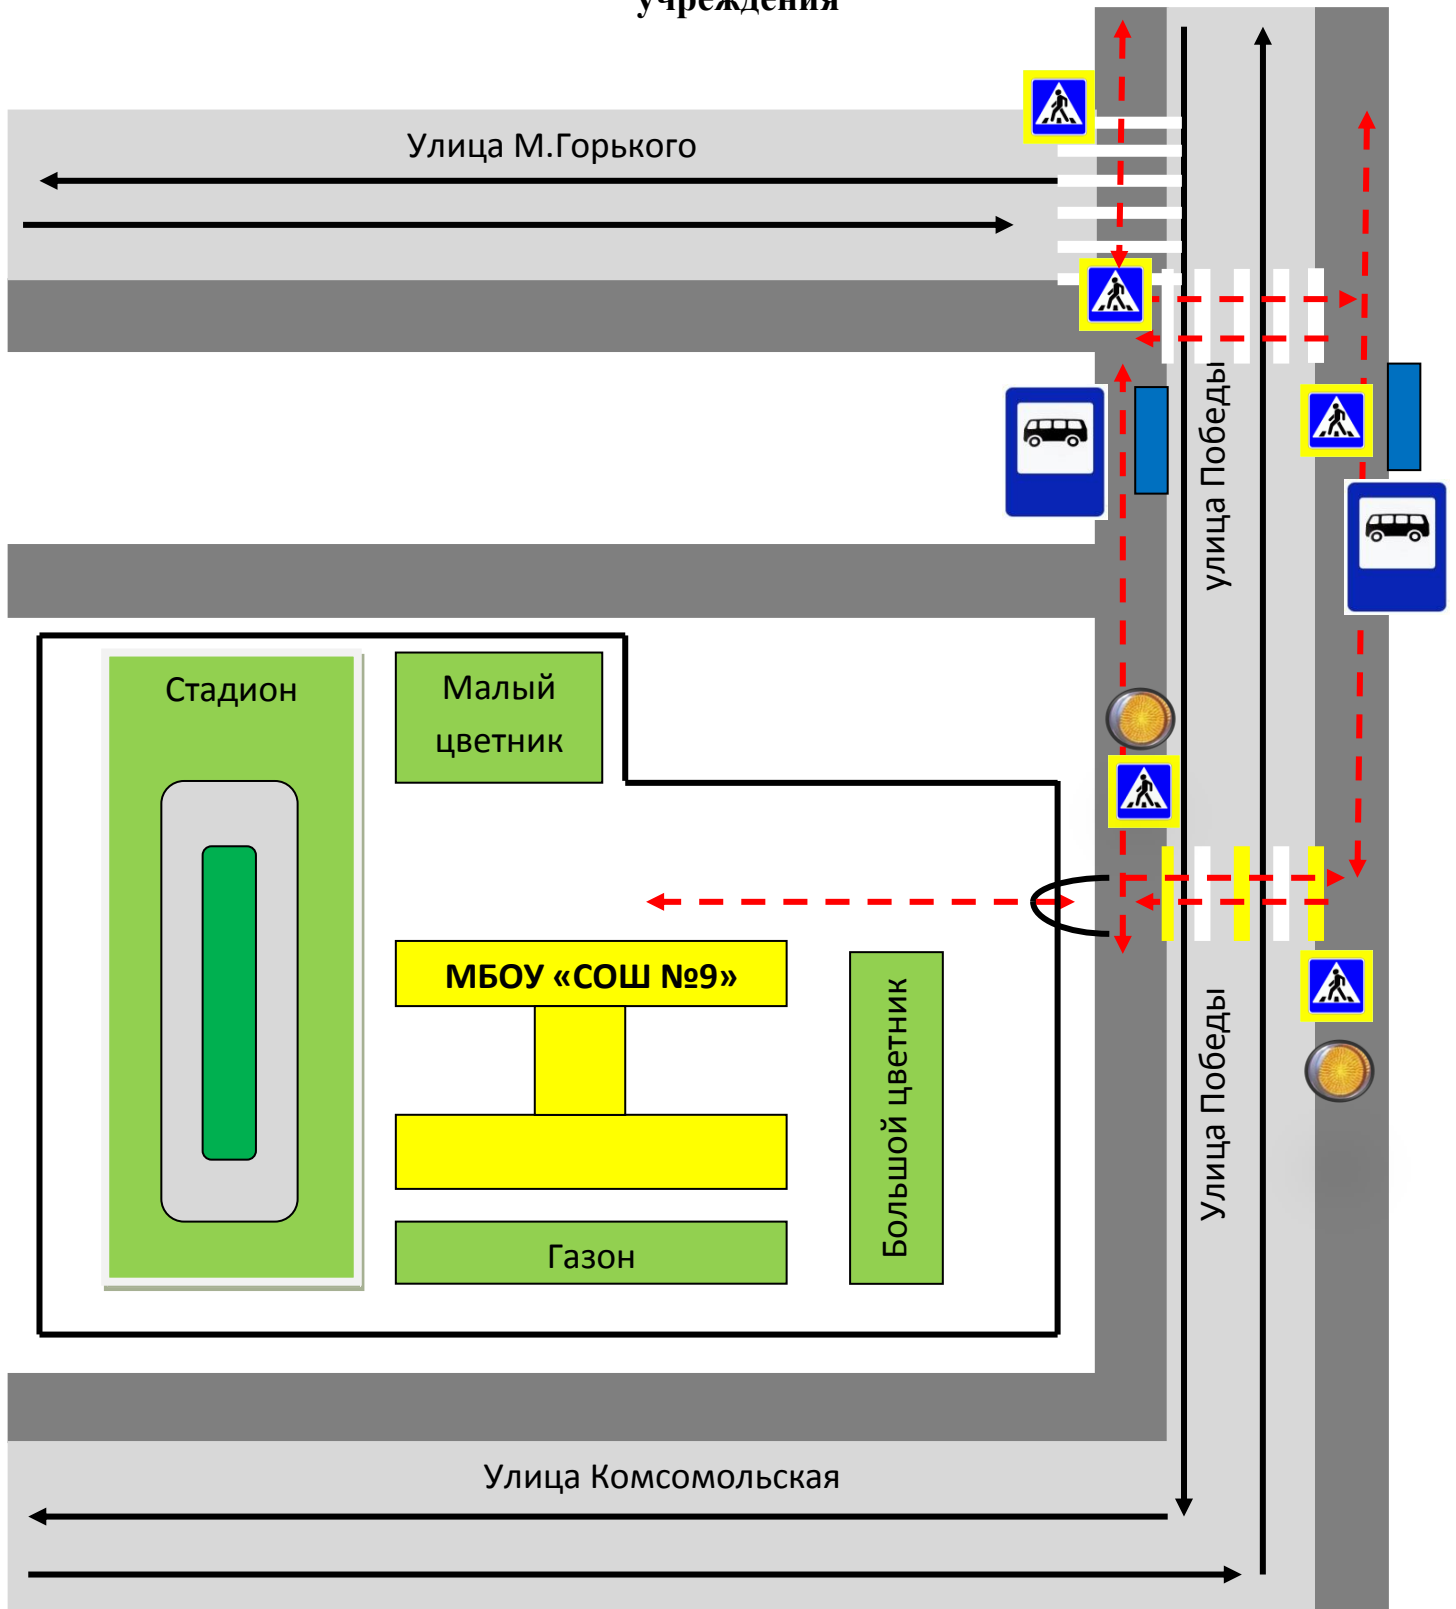 учреждения
Улица М.Горького
улица Победы
Стадион
Малый
цветник
МБОУ «СОШ №9»
Большой цветник
Улица Победы
Газон
Улица Комсомольская